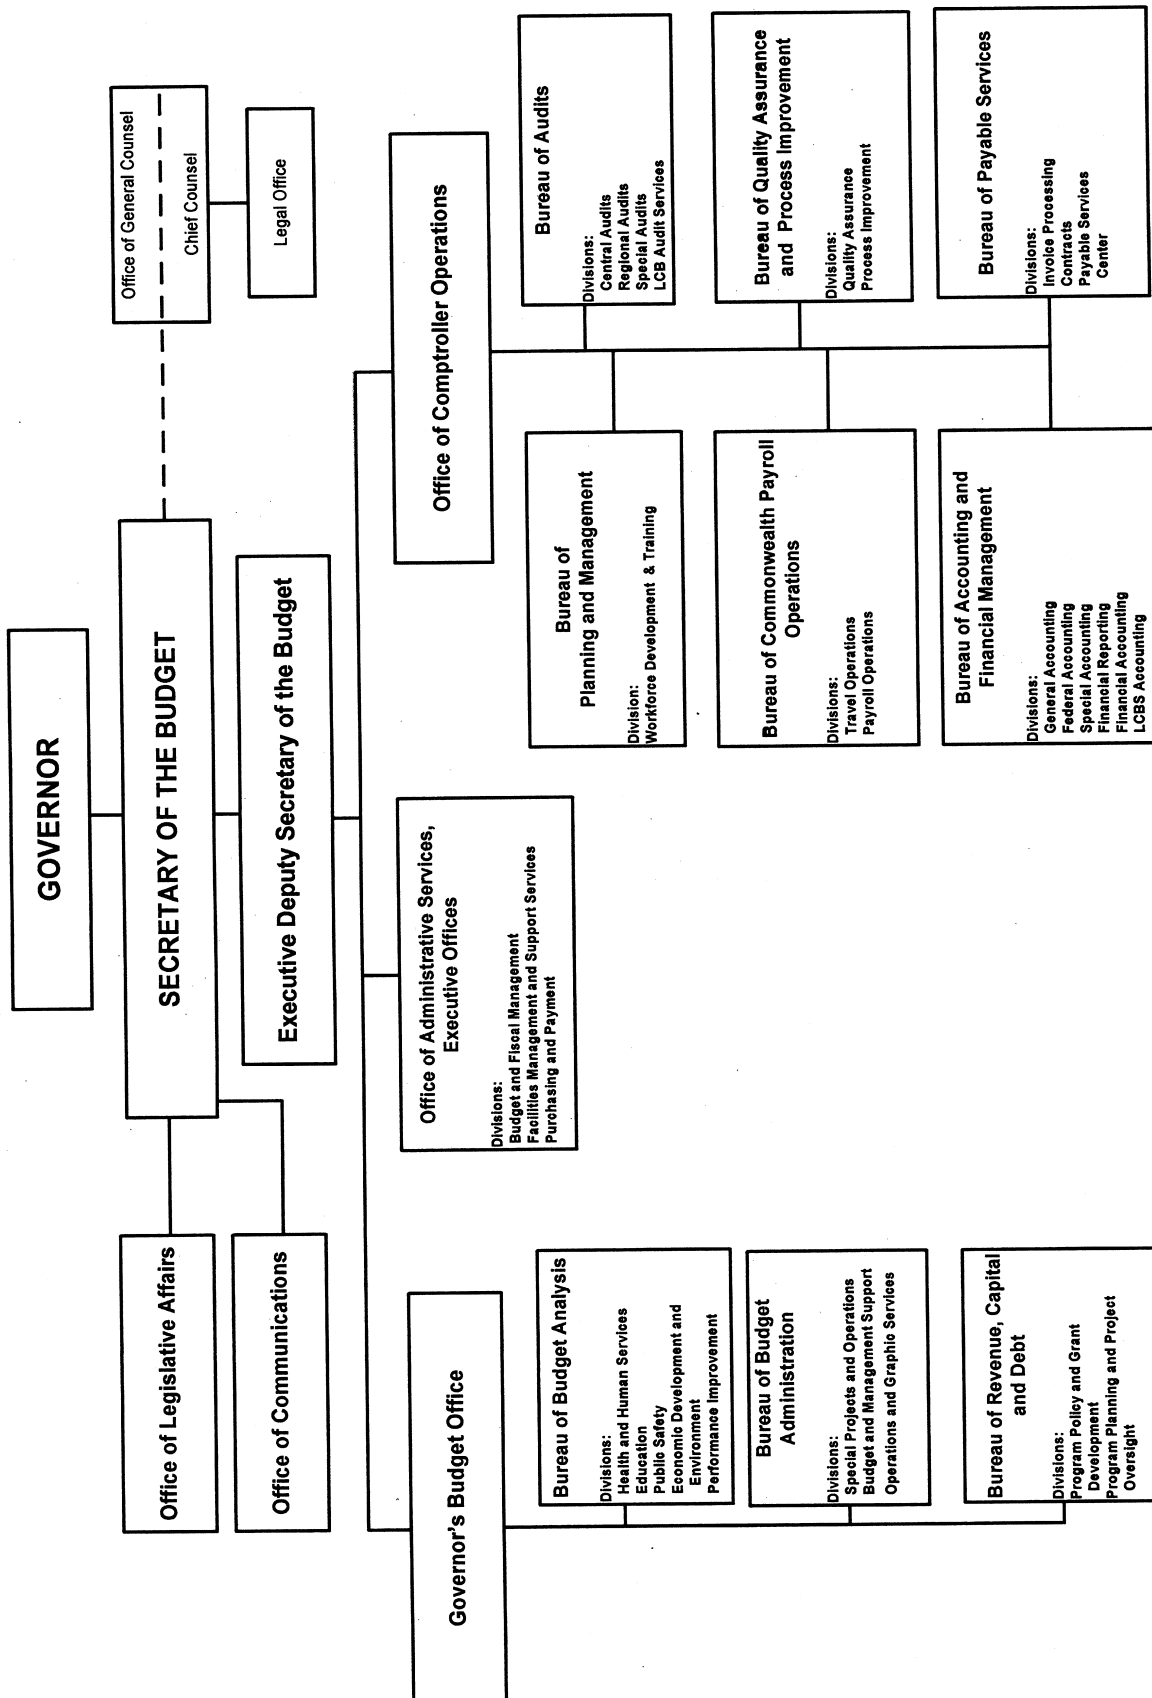 GOVERNOR
SECRETARY OF THE BUDGET
Office of General Counsel
Chief Counsel
Legal Office
Office of Legislative Affairs
Office of Communications
Executive Deputy Secretary of the Budget
Governor's Budget Office
Office of Administrative Services,
Executive Offices
Divisions:
Budget and Fiscal Management
Facilities Management and Support Services
Purchasing and Payment
Office of Comptroller Operations
Bureau of Budget Analysis
Divisions:
Health and Human Services
Education
Public Safety
Economic Development and
Environment
Performance Improvement
Bureau of Budget
Administration
Divisions:
Special Projects and Operations
Budget and Management Support
Operations and Graphic Services
Bureau of Revenue, Capital
and Debt
Divisions:
Program Policy and Grant
Development
Program Planning and Project
Oversight
Bureau of
Planning and Management
Division:
Workforce Development & Training
Bureau of Audits
Divisions:
Central Audits
Regional Audits
Special Audits
LCB Audit Services
Bureau of Commonwealth Payroll
Operations
Divisions:
Travel Operations
Payroll Operations
Bureau of Quality Assurance
and Process Improvement
Divisions:
Quality Assurance
Process Improvement
Bureau of Accounting and
Financial Management
Divisions:
General Accounting
Federal Accounting
Special Accounting
Financial Reporting
Financial Accounting
LCBS Accounting
Bureau of Payable Services
Divisions:
Invoice Processing
Contracts
Payable Services
Center